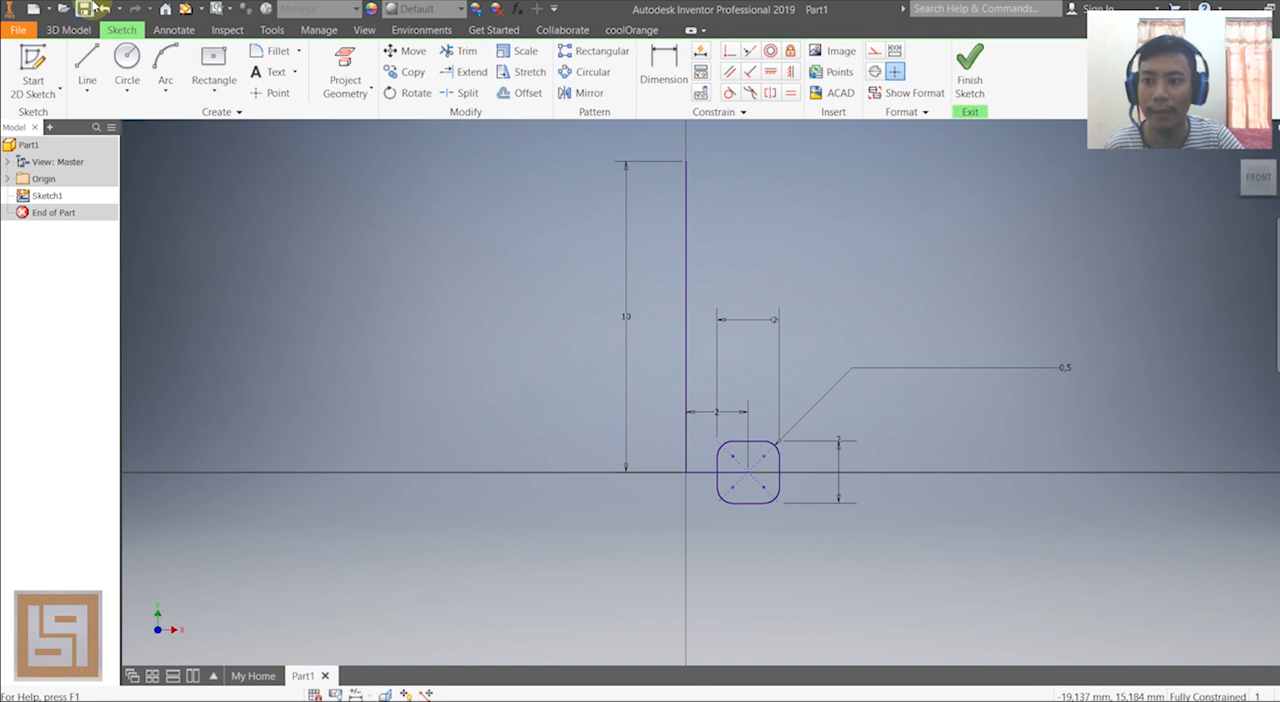 Material
Default
Autodesk Inventor Professional 2019 Part1
Search Help & Commands...
Sign In
File 3D Model Sketch Annotate Inspect Tools Manage View Environments Get Started Collaborate coolOrange
Start
2D Sketch
Line
Circle
Arc
Rectangle
Fillet
Text
Point
Project
Geometry
Move
Copy
Rotate
Trim
Extend
Split
Scale
Stretch
Offset
Rectangular
Circular
Mirror
Dimension
Image
Points
ACAD
Show Format
Finish
Sketch
Sketch Create Modify Pattern Constrain Insert Format Exit
Model
Part1
View: Master
Origin
Sketch1
End of Part
FRONT
10
2
0,5
2
2
Y
X
My Home Part1
For Help, press F1
-19,137 mm, 15,184 mm Fully Constrained 1